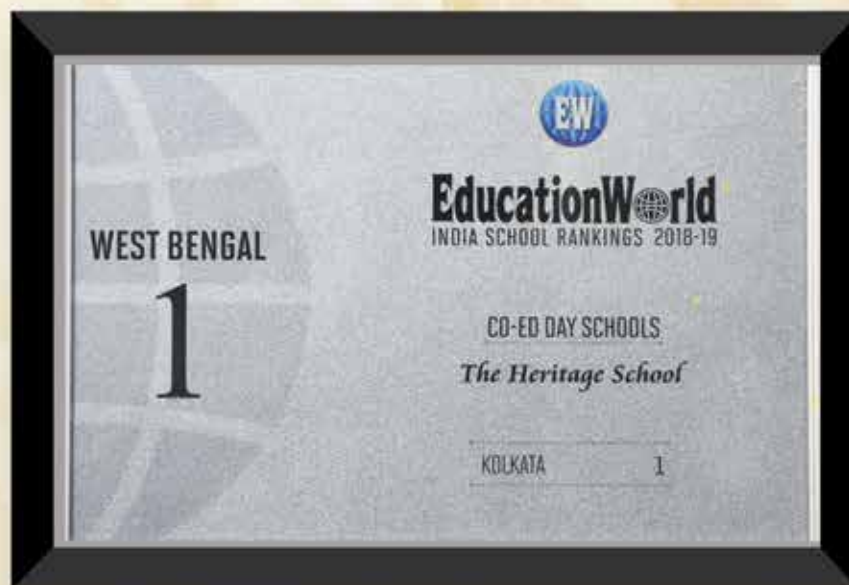 WEST BENGAL
1
EW
EducationWorld
INDIA SCHOOL RANKINGS 2018-19
CO-ED DAY SCHOOLS
The Heritage School
KOLKATA 1